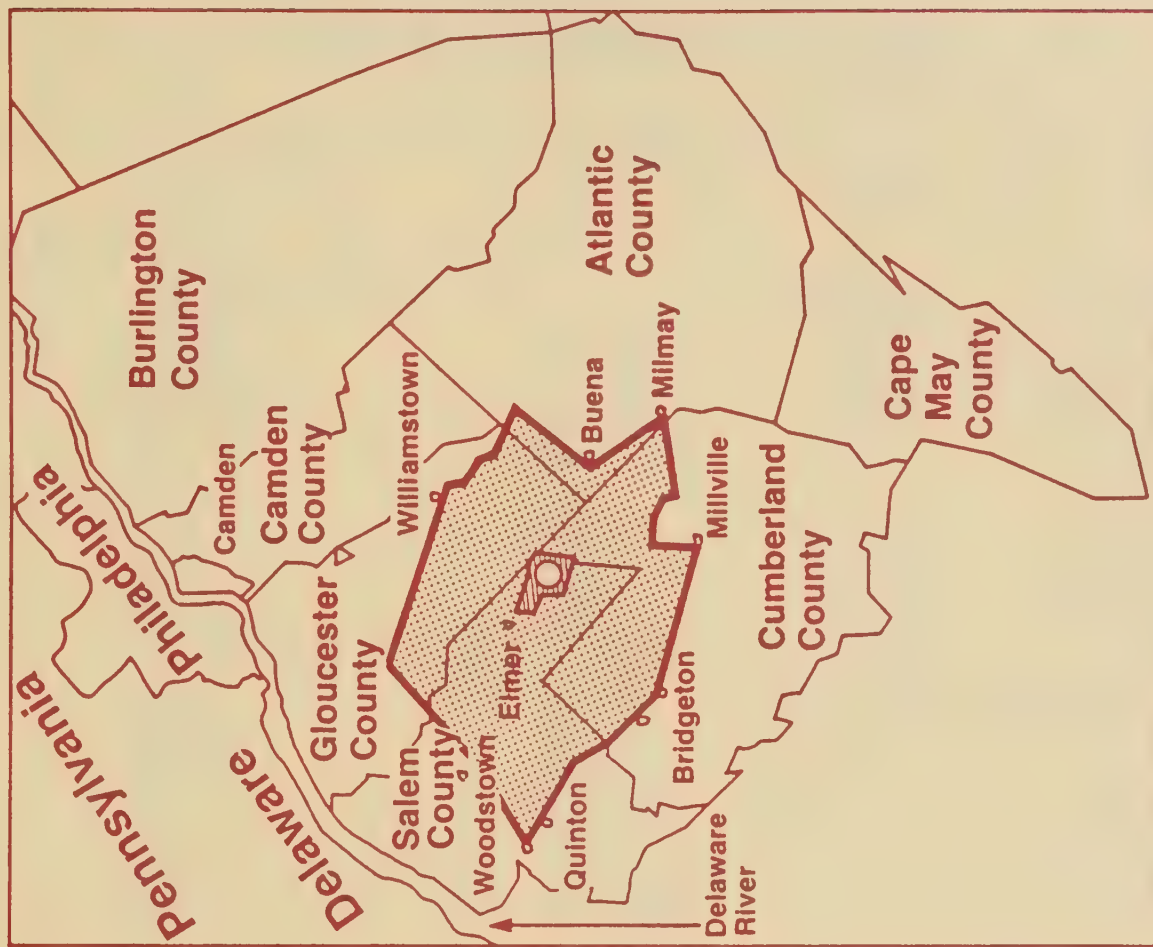 Pennsylvania
Philadelphia
Delaware
Burlington
County
Camden
Camden
County
Williamstown
Gloucester
County
Atlantic
County
Buena
Milmay
Elmer
Salem
County
Woodstown
Quinton
Millville
Bridgeton
Cumberland
County
Cape
May
County
Delaware
River